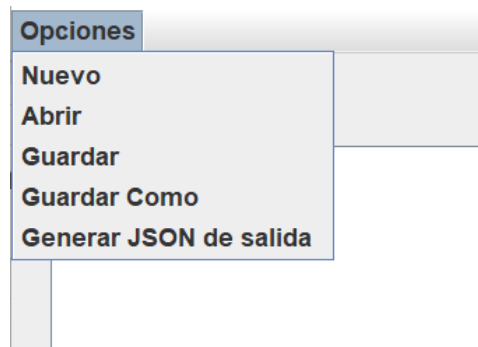 Opciones
Nuevo
Abrir
Guardar
Guardar Como
Generar JSON de salida